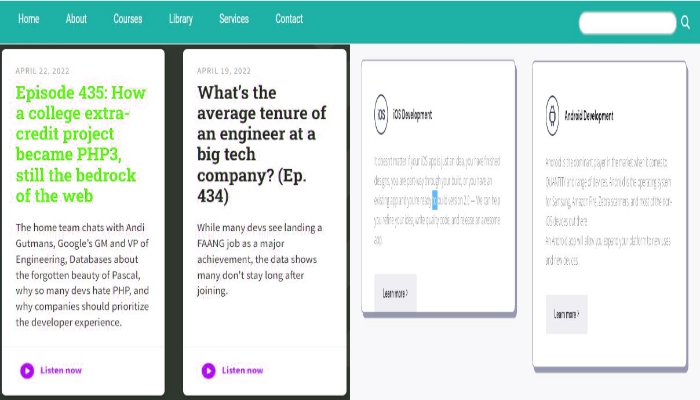 Home About Courses Library Services Contact
APRIL 22, 2022
Episode 435: How
a college extra-
credit project
became PHP3,
still the bedrock
of the web
The home team chats with Andi
Gutmans, Google's GM and VP of
Engineering, Databases about
the forgotten beauty of Pascal,
why so many devs hate PHP, and
why companies should prioritize
the developer experience.
Listen now
APRIL 19, 2022
What's the
average tenure of
an engineer at a
big tech
company? (Ep.
434)
While many devs see landing a
FAANG job as a major
achievement, the data shows
many don't stay long after
joining.
Listen now
iOS
iOS Development
It doesn't matter if your iOS app is just an idea, you have finished
designs, you are part-way through your build, or you have an
existing app and you're ready to build version 2.0 — We can help
you refine your idea, write quality code, and release an awesome
app.
Learn more >
Android Development
Android is the dominant player in the market when it comes to
QUANTITY and range of devices. Android is the operating system
for Samsung, Amazon Fire, Zebra scanners, and most of the non-
iOS devices out there.
An Android app will allow you expand your platform to new uses
and new devices.
Learn more >